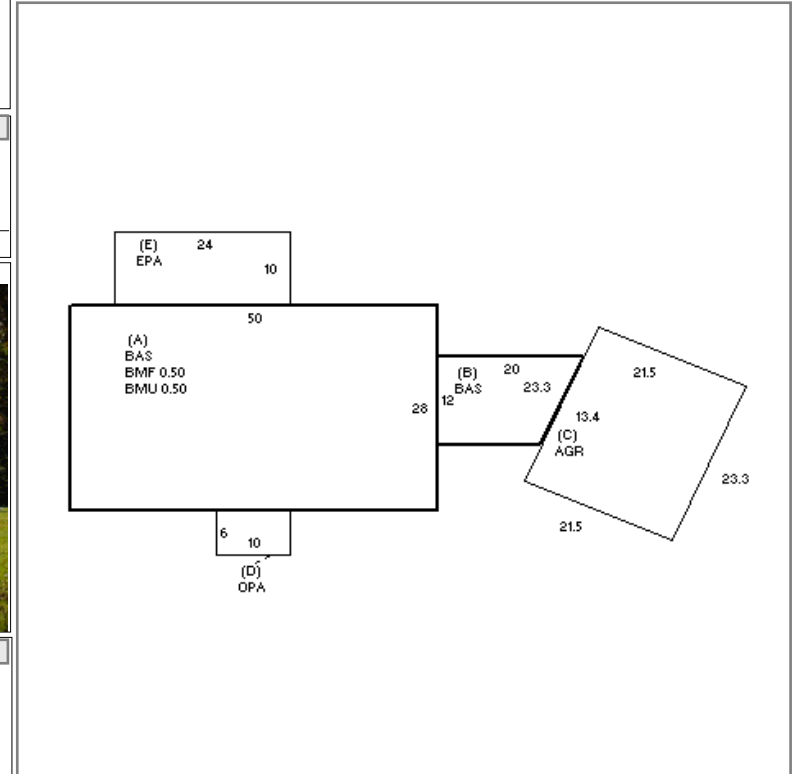 (E)
24
EPA
10
50
(A)
BAS
BMF 0.50
BMU 0.50
28
12
(B)
BAS
20
23.3
13.4
(C)
AGR
21.5
23.3
21.5
6
10
(D)
OPA